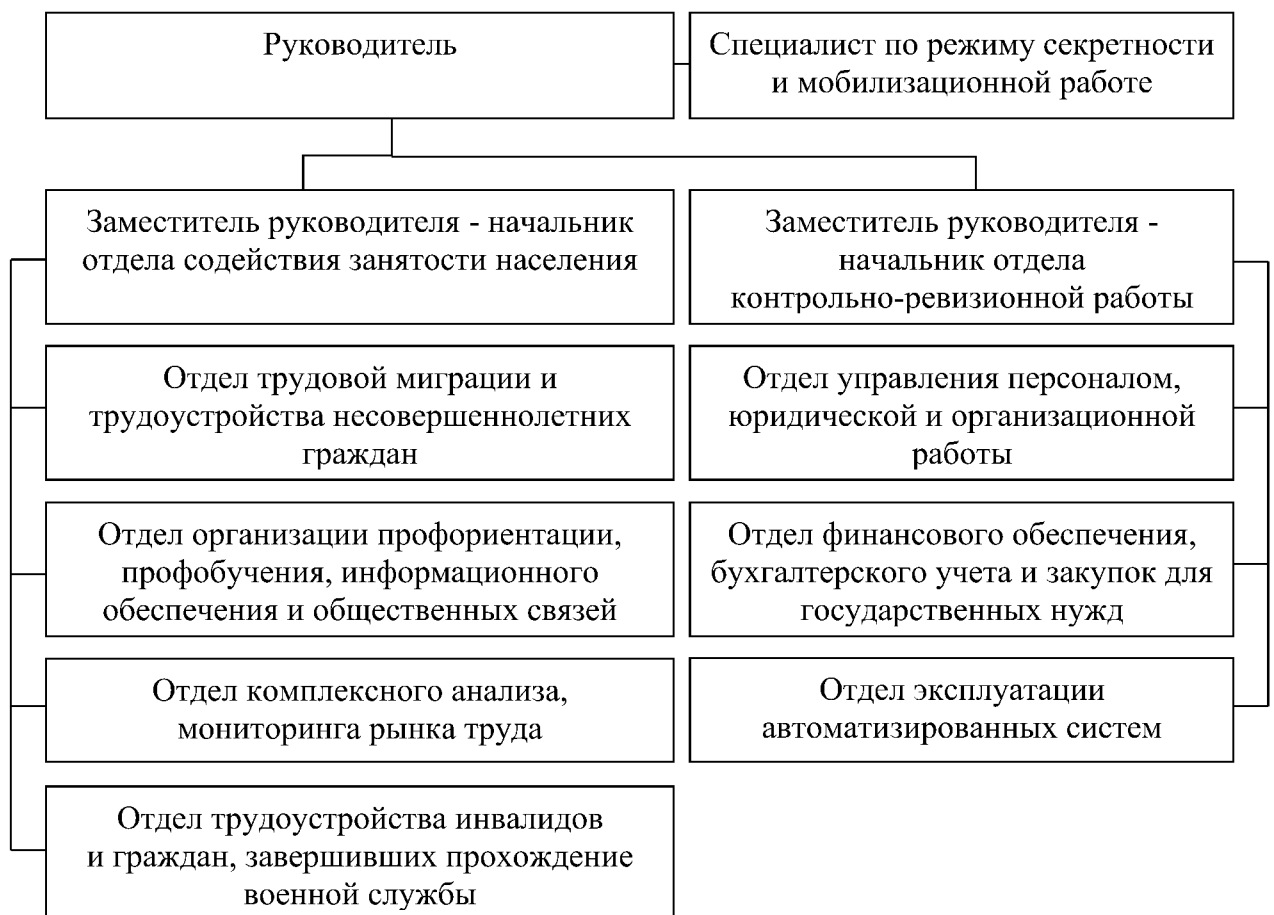 Руководитель
Специалист по режиму секретности
и мобилизационной работе
Заместитель руководителя - начальник
отдела содействия занятости населения
Заместитель руководителя -
начальник отдела
контрольно-ревизионной работы
Отдел трудовой миграции и
трудоустройства несовершеннолетних
граждан
Отдел управления персоналом,
юридической и организационной
работы
Отдел организации профориентации,
профобучения, информационного
обеспечения и общественных связей
Отдел финансового обеспечения,
бухгалтерского учета и закупок для
государственных нужд
Отдел комплексного анализа,
мониторинга рынка труда
Отдел эксплуатации
автоматизированных систем
Отдел трудоустройства инвалидов
и граждан, завершивших прохождение
военной службы